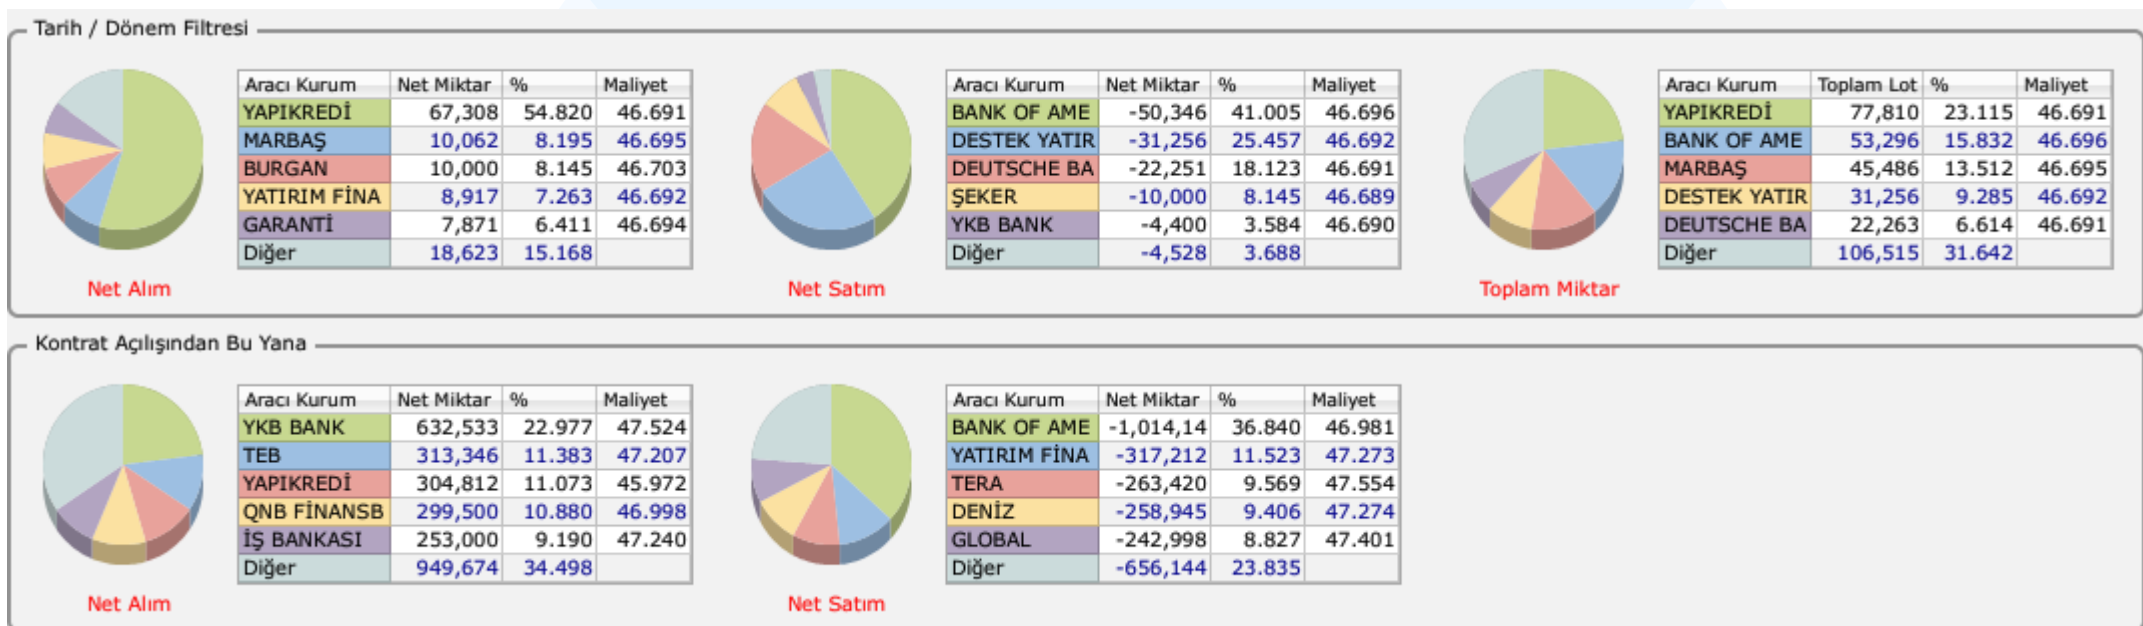 Tarih / Dönem Filtresi
Aracı Kurum Net Miktar % Maliyet
YAPIKREDİ 67,308 54.820 46.691
MARBAŞ 10,062 8.195 46.695
BURGAN 10,000 8.145 46.703
YATIRIM FİNA 8,917 7.263 46.692
GARANTİ 7,871 6.411 46.694
Diğer 18,623 15.168
Net Alım
Aracı Kurum Net Miktar % Maliyet
BANK OF AME -50,346 41.005 46.696
DESTEK YATIR -31,256 25.457 46.692
DEUTSCHE BA -22,251 18.123 46.691
ŞEKER -10,000 8.145 46.689
YKB BANK -4,400 3.584 46.690
Diğer -4,528 3.688
Net Satım
Aracı Kurum Toplam Lot % Maliyet
YAPIKREDİ 77,810 23.115 46.691
BANK OF AME 53,296 15.832 46.696
MARBAŞ 45,486 13.512 46.695
DESTEK YATIR 31,256 9.285 46.692
DEUTSCHE BA 22,263 6.614 46.691
Diğer 106,515 31.642
Toplam Miktar
Kontrat Açılışından Bu Yana
Aracı Kurum Net Miktar % Maliyet
YKB BANK 632,533 22.977 47.524
TEB 313,346 11.383 47.207
YAPIKREDİ 304,812 11.073 45.972
QNB FİNANSB 299,500 10.880 46.998
İŞ BANKASI 253,000 9.190 47.240
Diğer 949,674 34.498
Net Alım
Aracı Kurum Net Miktar % Maliyet
BANK OF AME -1,014,14 36.840 46.981
YATIRIM FİNA -317,212 11.523 47.273
TERA -263,420 9.569 47.554
DENİZ -258,945 9.406 47.274
GLOBAL -242,998 8.827 47.401
Diğer -656,144 23.835
Net Satım